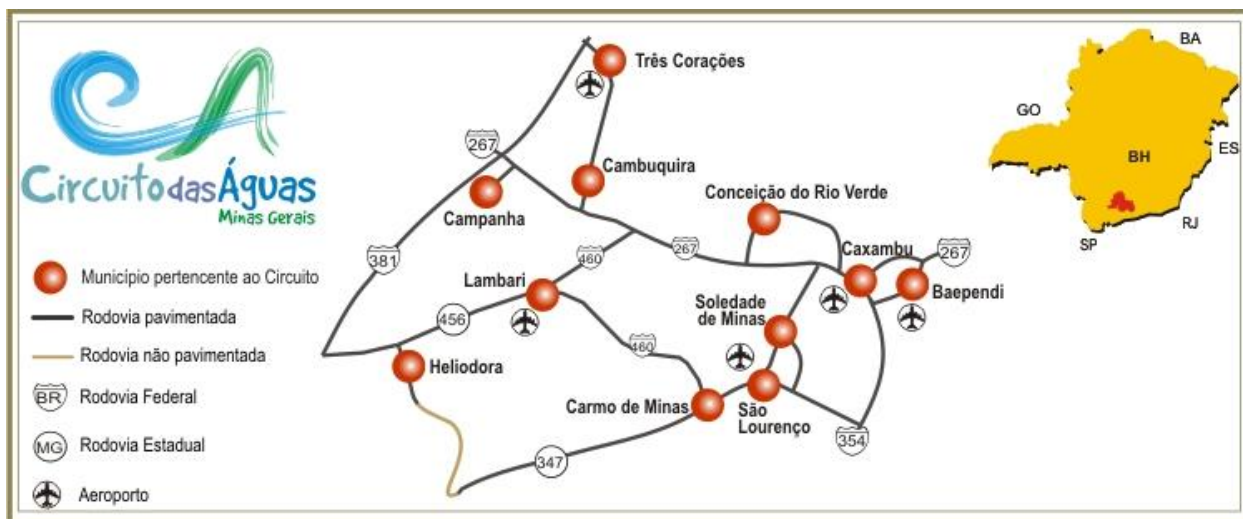 Circuito das Águas
Minas Gerais
Município pertencente ao Circuito
Rodovia pavimentada
Rodovia não pavimentada
BR Rodovia Federal
MG Rodovia Estadual
Aeroporto
Três Corações
267
Cambuquira
Campanha
Conceição do Rio Verde
381
460
267
Caxambu
267
Lambari
Baependi
Soledade
de Minas
456
460
Heliodora
Carmo de Minas
São
Lourenço
354
347
BA
GO
ES
BH
RJ
SP